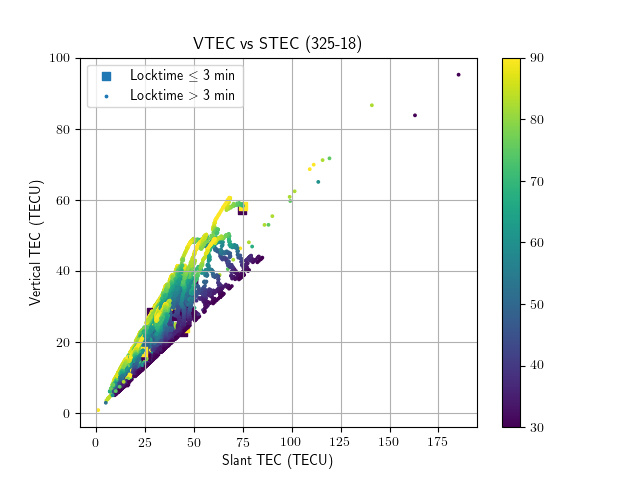 VTEC vs STEC (325-18)
Locktime ≤ 3 min
Locktime > 3 min
Vertical TEC (TECU)
100
80
60
40
20
0
0 25 50 75 100 125 150 175
Slant TEC (TECU)
90
80
70
60
50
40
30